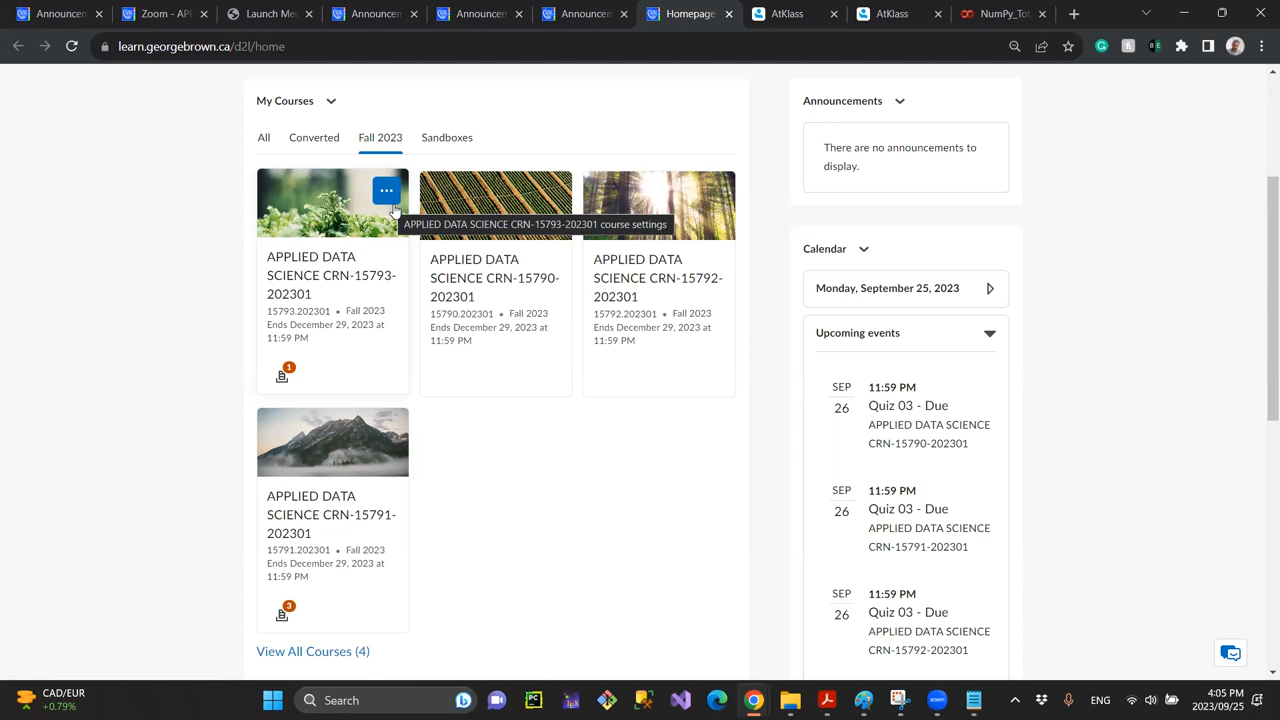 Announcem
Zoom - APP
Launch Me
Announcem
Announcem
Announcem
Homepage
AtKlass
AtKlass
NumPy_Tot
learn.georgebrown.ca/d2l/home
My Courses
All
Converted
Fall 2023
Sandboxes
APPLIED DATA SCIENCE CRN-15793-202301 course settings
APPLIED DATA
SCIENCE CRN-15793-
202301
15793.202301 • Fall 2023
Ends December 29, 2023 at
11:59 PM
1
APPLIED DATA
SCIENCE CRN-15790-
202301
15790.202301 • Fall 2023
Ends December 29, 2023 at
11:59 PM
APPLIED DATA
SCIENCE CRN-15792-
202301
15792.202301 • Fall 2023
Ends December 29, 2023 at
11:59 PM
APPLIED DATA
SCIENCE CRN-15791-
202301
15791.202301 • Fall 2023
Ends December 29, 2023 at
11:59 PM
3
View All Courses (4)
Announcements
There are no announcements to
display.
Calendar
Monday, September 25, 2023
Upcoming events
SEP
26
11:59 PM
Quiz 03 - Due
APPLIED DATA SCIENCE
CRN-15790-202301
SEP
26
11:59 PM
Quiz 03 - Due
APPLIED DATA SCIENCE
CRN-15791-202301
SEP
26
11:59 PM
Quiz 03 - Due
APPLIED DATA SCIENCE
CRN-15792-202301
CAD/EUR
+0.79%
Search
PC
zoom
ENG
4:05 PM
2023/09/25